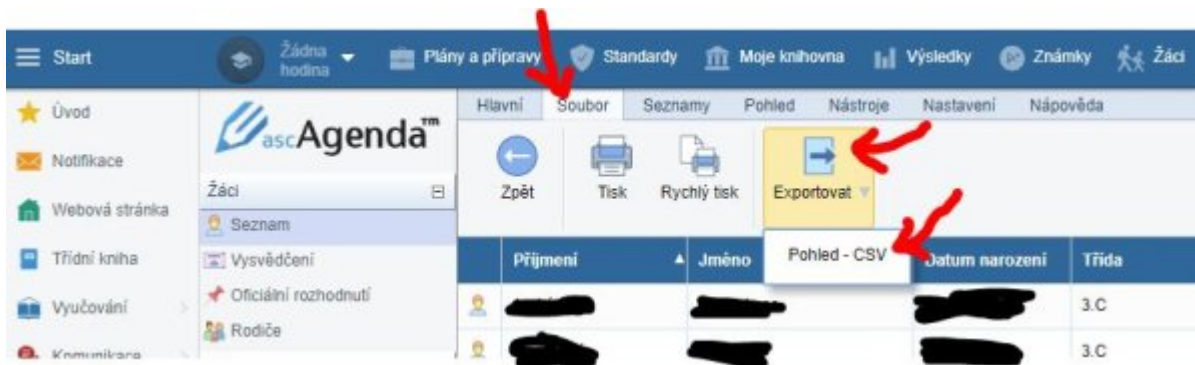 Start
Žádna
hodina
Plány a přípravy
Standardy
Moje knihovna
Výsledky
Známky
Žáci
Úvod
Notifikace
Webová stránka
Třídní kniha
Vyučování
Komunikace
ascAgenda™
Žáci
Seznam
Vysvědčení
Oficiální rozhodnutí
Rodiče
Hlavní
Soubor
Seznamy
Pohled
Nástroje
Nastavení
Nápověda
Zpět
Tisk
Rychlý tisk
Exportovat
Pohled - CSV
Příjmení
Jméno
Datum narození
Třída
3.C
3.C